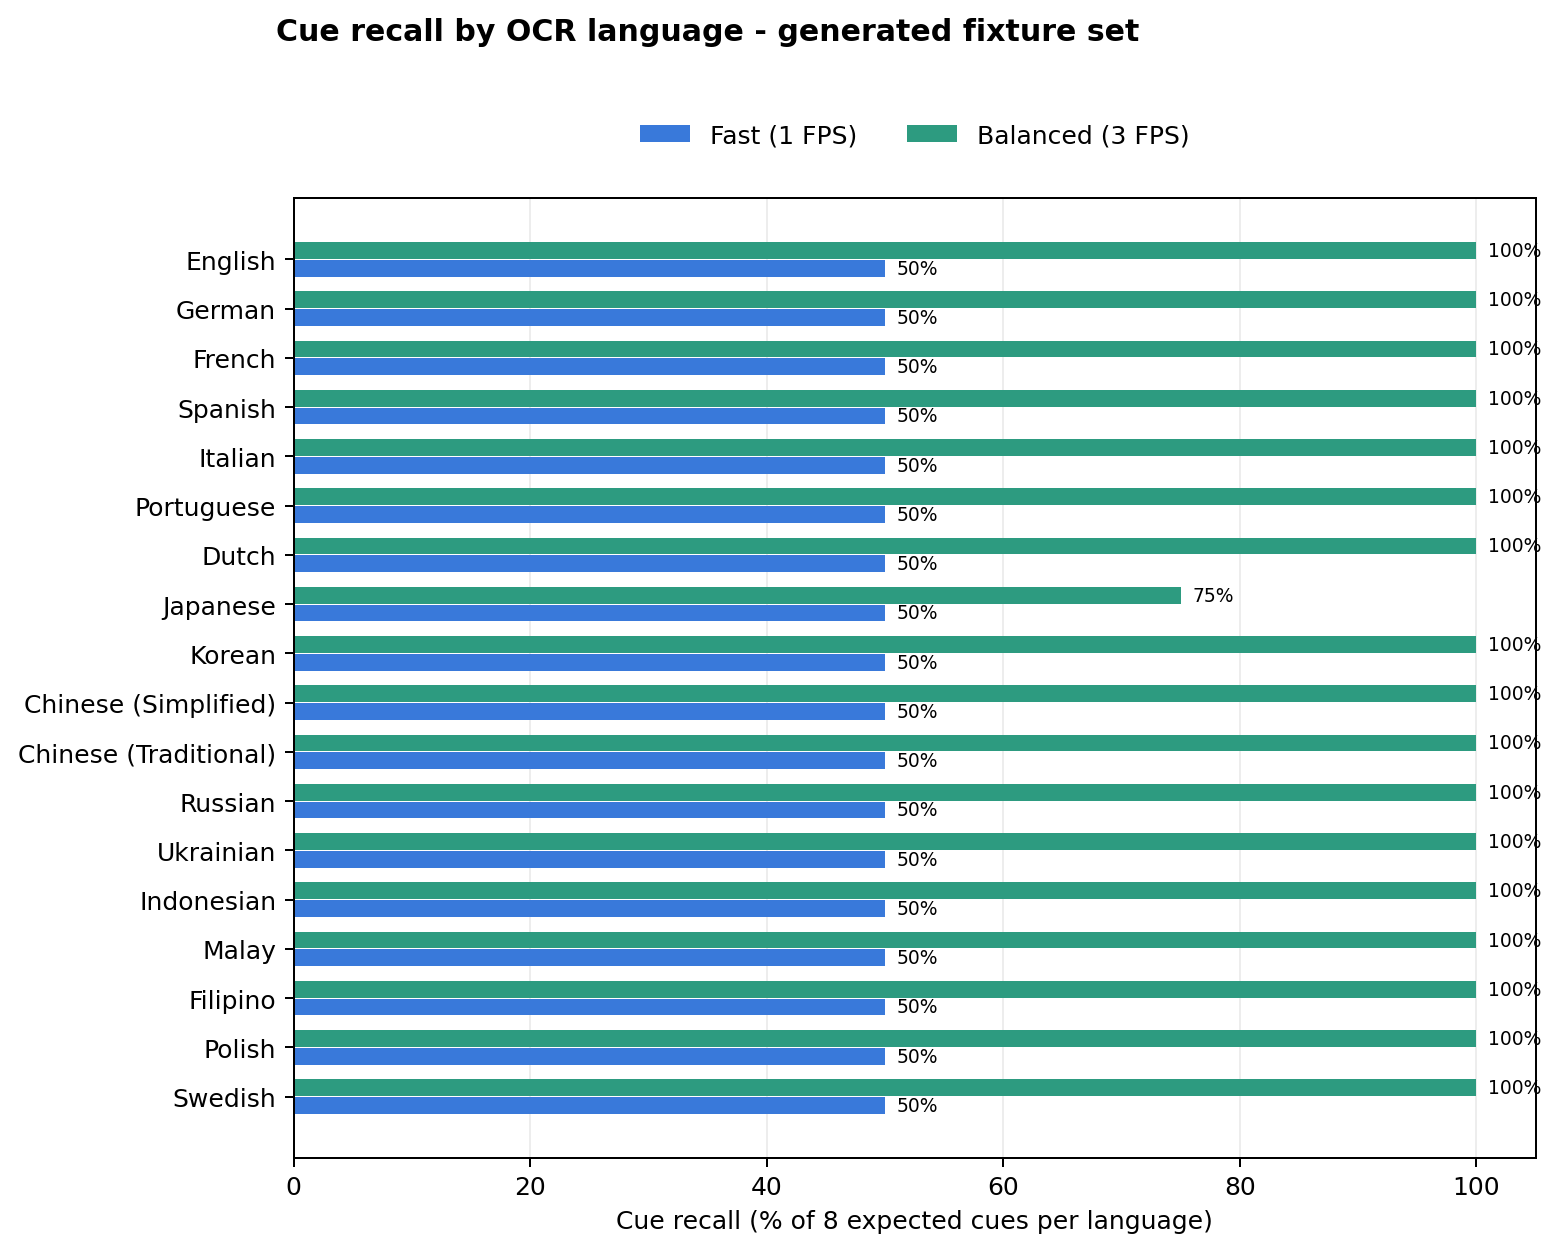 Cue recall by OCR language - generated fixture set
Fast (1 FPS) Balanced (3 FPS)
English 100%
50%
German 100%
50%
French 100%
50%
Spanish 100%
50%
Italian 100%
50%
Portuguese 100%
50%
Dutch 100%
50%
Japanese 75%
50%
Korean 100%
50%
Chinese (Simplified) 100%
50%
Chinese (Traditional) 100%
50%
Russian 100%
50%
Ukrainian 100%
50%
Indonesian 100%
50%
Malay 100%
50%
Filipino 100%
50%
Polish 100%
50%
Swedish 100%
50%
0 20 40 60 80 100
Cue recall (% of 8 expected cues per language)